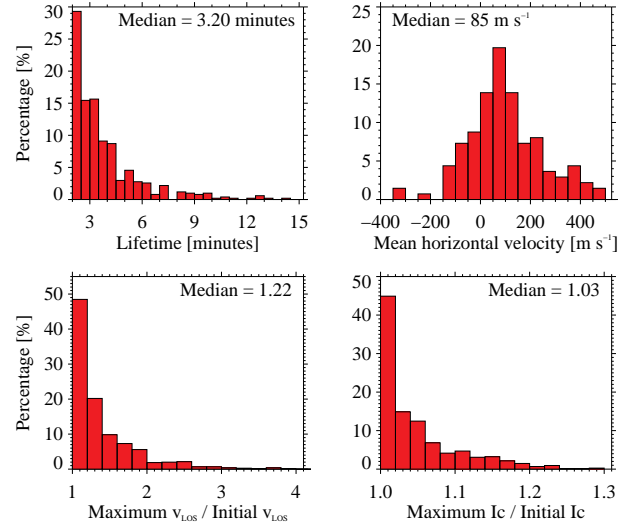 Median = 3.20 minutes
Percentage [%]
30
25
20
15
10
5
0
3 6 9 12 15
Lifetime [minutes]
Median = 85 m s⁻¹
25
20
15
10
5
0
−400 −200 0 200 400
Mean horizontal velocity [m s⁻¹]
Median = 1.22
Percentage [%]
50
40
30
20
10
0
1 2 3 4
Maximum v_LOS / Initial v_LOS
Median = 1.03
50
40
30
20
10
0
1.0 1.1 1.2 1.3
Maximum Ic / Initial Ic